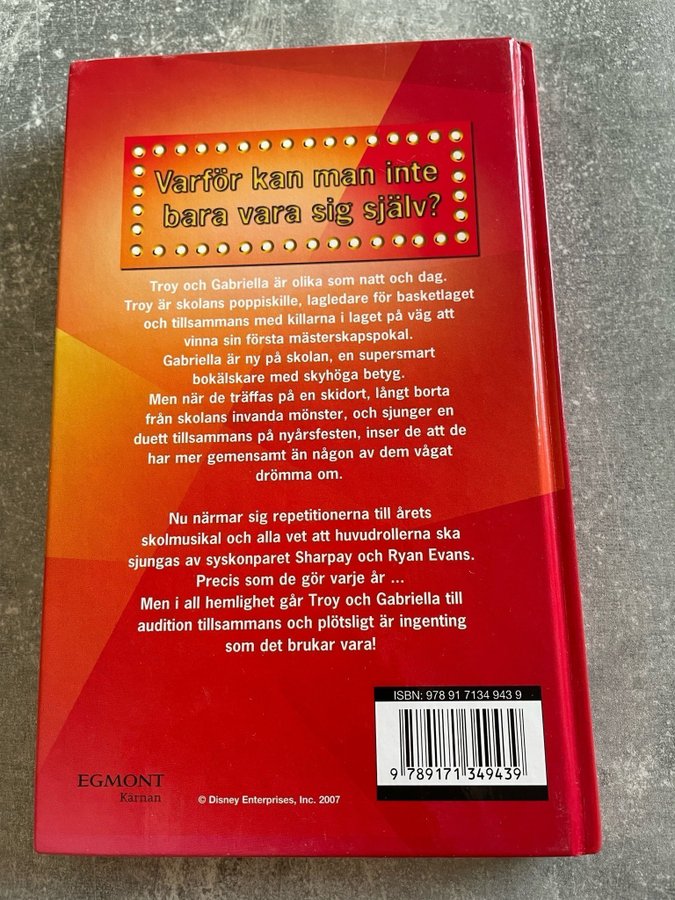 Varför kan man inte
bara vara sig själv?
Troy och Gabriella är olika som natt och dag.
Troy är skolans poppiskille, lagledare för basketlaget
och tillsammans med killarna i laget på väg att
vinna sin första mästerskapspokal.
Gabriella är ny på skolan, en supersmart
bokälskare med skyhöga betyg.
Men när de träffas på en skidort, långt borta
från skolans invanda mönster, och sjunger en
duett tillsammans på nyårsfesten, inser de att de
har mer gemensamt än någon av dem vågat
drömma om.
Nu närmar sig repetitionerna till årets
skolmusikal och alla vet att huvudrollerna ska
sjungas av syskonparet Sharpay och Ryan Evans.
Precis som de gör varje år ...
Men i all hemlighet går Troy och Gabriella till
audition tillsammans och plötsligt är ingenting
som det brukar vara!
ISBN: 978 91 7134 943 9
9 789171 349439
EGMONT
Kärnan
© Disney Enterprises, Inc. 2007